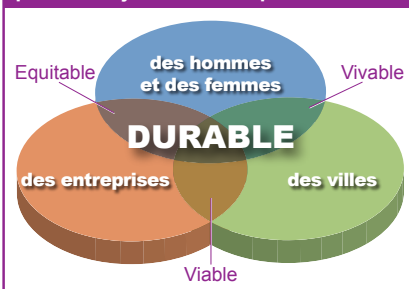 des hommes
et des femmes
Equitable
Vivable
DURABLE
des entreprises
des villes
Viable